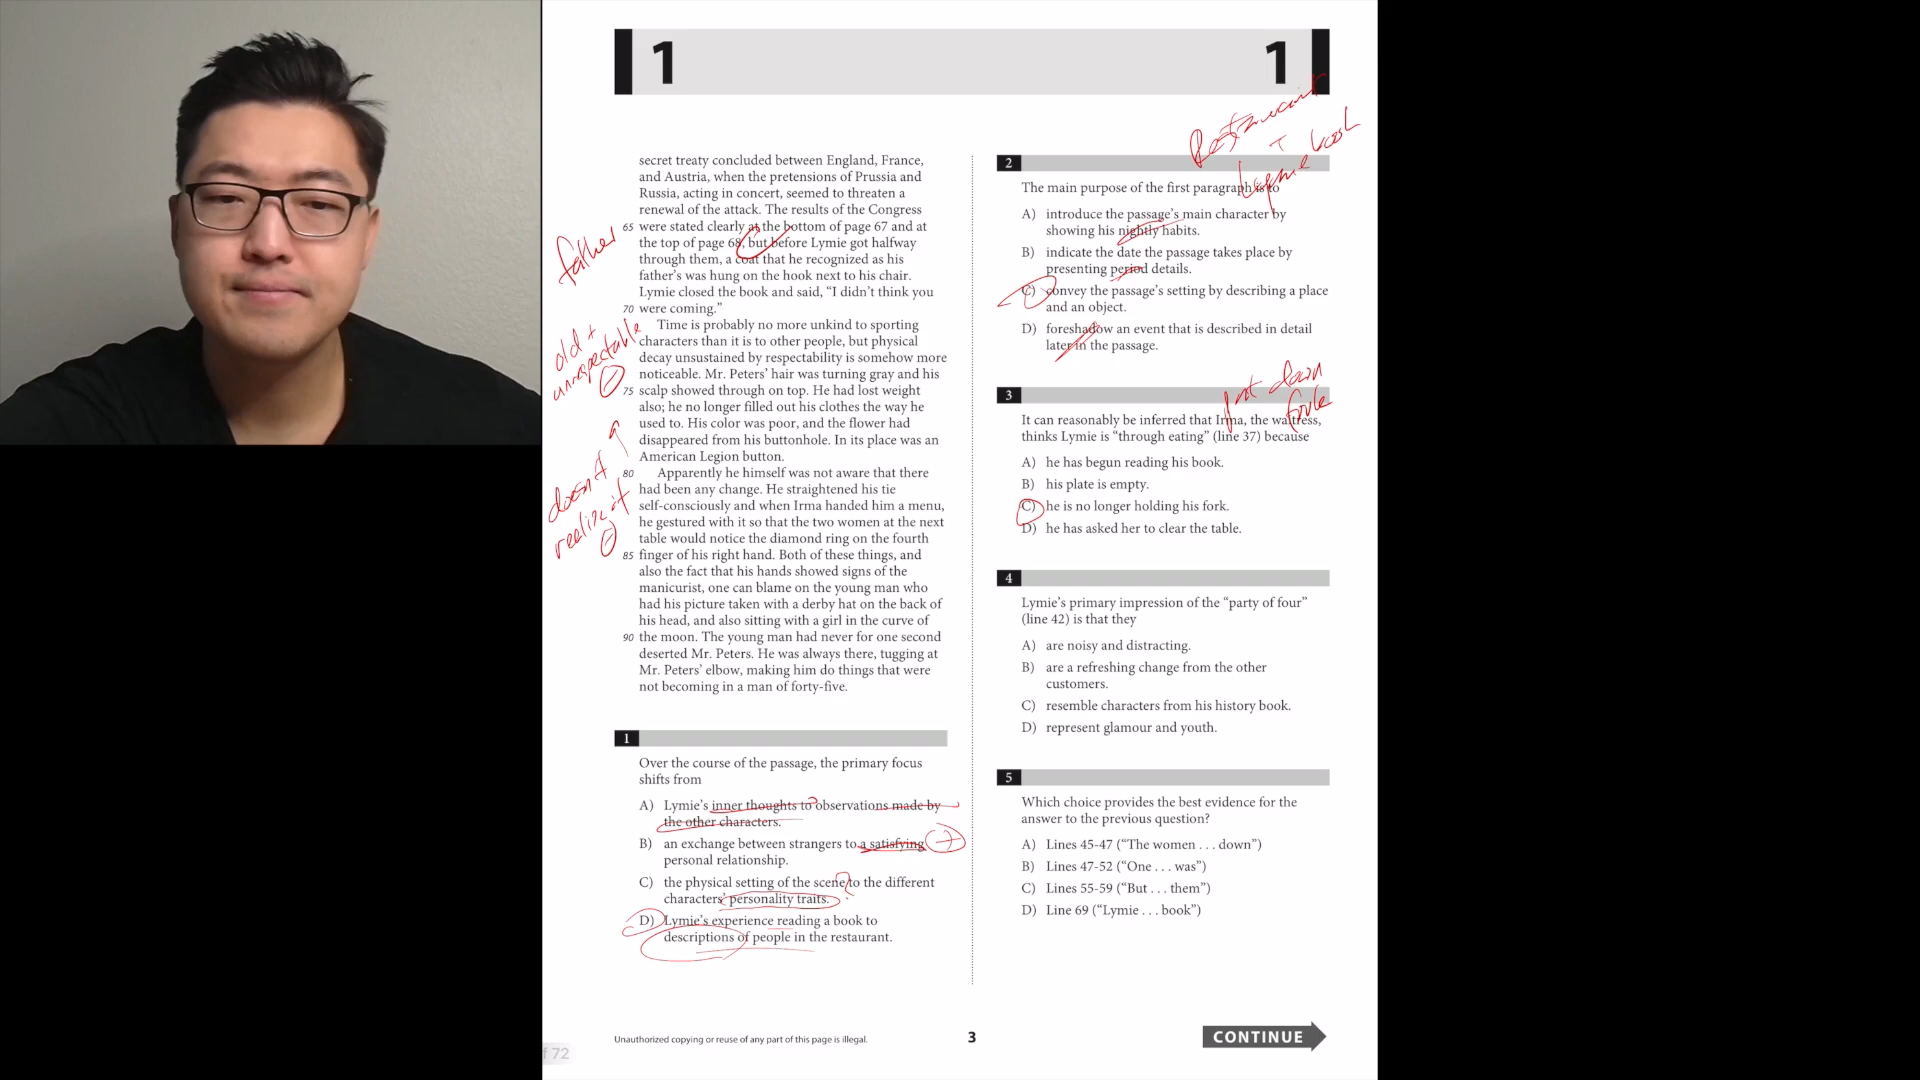 1
1
secret treaty concluded between England, France,
and Austria, when the pretensions of Prussia and
Russia, acting in concert, seemed to threaten a
renewal of the attack. The results of the Congress
65 were stated clearly at the bottom of page 67 and at
the top of page 68, but before Lymie got halfway
through them, a coat that he recognized as his
father's was hung on the hook next to his chair.
Lymie closed the book and said, “I didn't think you
70 were coming.”
Time is probably no more unkind to sporting
characters than it is to other people, but physical
decay unsustained by respectability is somehow more
noticeable. Mr. Peters' hair was turning gray and his
75 scalp showed through on top. He had lost weight
also; he no longer filled out his clothes the way he
used to. His color was poor, and the flower had
disappeared from his buttonhole. In its place was an
American Legion button.
80 Apparently he himself was not aware that there
had been any change. He straightened his tie
self-consciously and when Irma handed him a menu,
he gestured with it so that the two women at the next
table would notice the diamond ring on the fourth
85 finger of his right hand. Both of these things, and
also the fact that his hands showed signs of the
manicurist, one can blame on the young man who
had his picture taken with a derby hat on the back of
his head, and also sitting with a girl in the curve of
90 the moon. The young man had never for one second
deserted Mr. Peters. He was always there, tugging at
Mr. Peters' elbow, making him do things that were
not becoming in a man of forty-five.
father
old +
unrespectable
doesn't
realize it
1
Over the course of the passage, the primary focus
shifts from
A) Lymie's inner thoughts to observations made by
the other characters.
B) an exchange between strangers to a satisfying
personal relationship.
C) the physical setting of the scene to the different
characters' personality traits.
?
D) Lymie's experience reading a book to
descriptions of people in the restaurant.
Restaurant
+
Lymie book
2
The main purpose of the first paragraph is to
A) introduce the passage's main character by
showing his nightly habits.
B) indicate the date the passage takes place by
presenting period details.
C) convey the passage's setting by describing a place
and an object.
D) foreshadow an event that is described in detail
later in the passage.
put down
fork
3
It can reasonably be inferred that Irma, the waitress,
thinks Lymie is “through eating” (line 37) because
A) he has begun reading his book.
B) his plate is empty.
C) he is no longer holding his fork.
D) he has asked her to clear the table.
4
Lymie's primary impression of the “party of four”
(line 42) is that they
A) are noisy and distracting.
B) are a refreshing change from the other
customers.
C) resemble characters from his history book.
D) represent glamour and youth.
5
Which choice provides the best evidence for the
answer to the previous question?
A) Lines 45-47 (“The women . . . down”)
B) Lines 47-52 (“One . . . was”)
C) Lines 55-59 (“But . . . them”)
D) Line 69 (“Lymie . . . book”)
Unauthorized copying or reuse of any part of this page is illegal.
3
CONTINUE
f 72